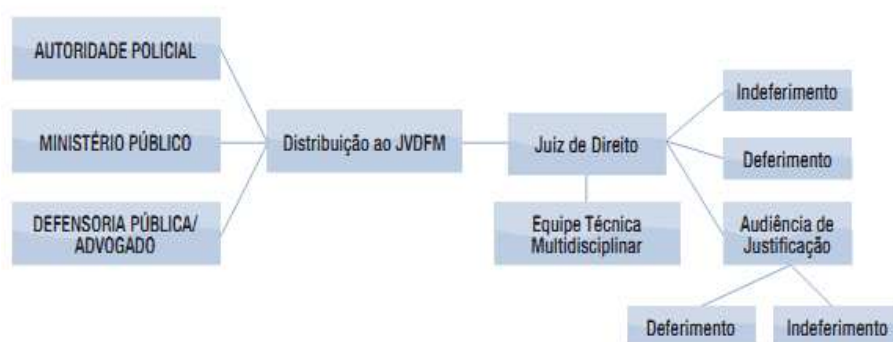 AUTORIDADE POLICIAL
MINISTÉRIO PÚBLICO
DEFENSORIA PÚBLICA/
ADVOGADO
Distribuição ao JVDFM
Juiz de Direito
Equipe Técnica
Multidisciplinar
Indeferimento
Deferimento
Audiência de
Justificação
Deferimento
Indeferimento